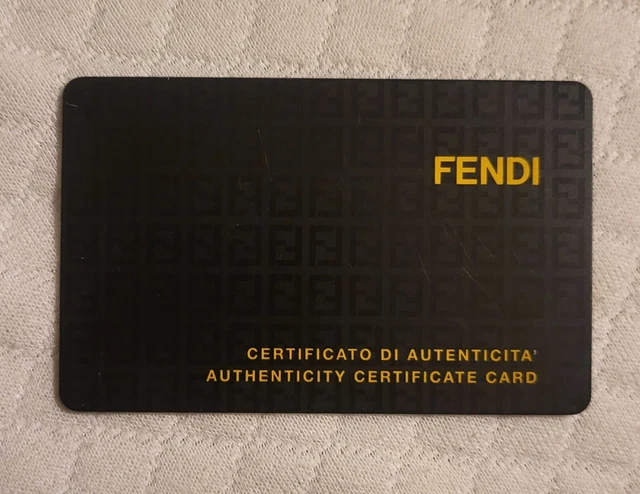 FENDI
CERTIFICATO DI AUTENTICITA'
AUTHENTICITY CERTIFICATE CARD